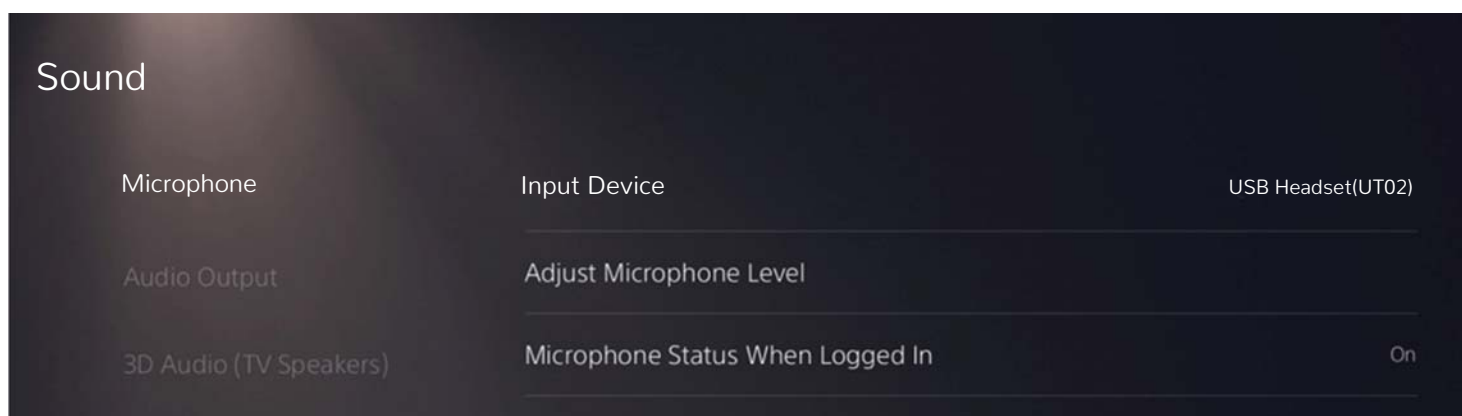 Sound
Microphone
Input Device
USB Headset(UT02)
Audio Output
Adjust Microphone Level
3D Audio (TV Speakers)
Microphone Status When Logged In
On